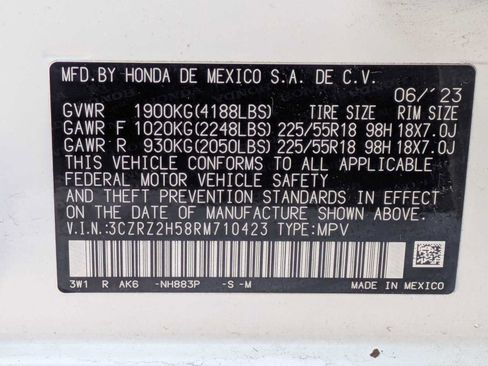 MFD.BY HONDA DE MEXICO S.A. DE C.V.
06/'23
GVWR 1900KG(4188LBS) TIRE SIZE RIM SIZE
GAWR F 1020KG(2248LBS) 225/55R18 98H 18X7.0J
GAWR R 930KG(2050LBS) 225/55R18 98H 18X7.0J
THIS VEHICLE CONFORMS TO ALL APPLICABLE
FEDERAL MOTOR VEHICLE SAFETY
AND THEFT PREVENTION STANDARDS IN EFFECT
ON THE DATE OF MANUFACTURE SHOWN ABOVE.
V.I.N.:3CZRZ2H58RM710423 TYPE:MPV
3W1 R AK6 -NH883P -S -M MADE IN MEXICO